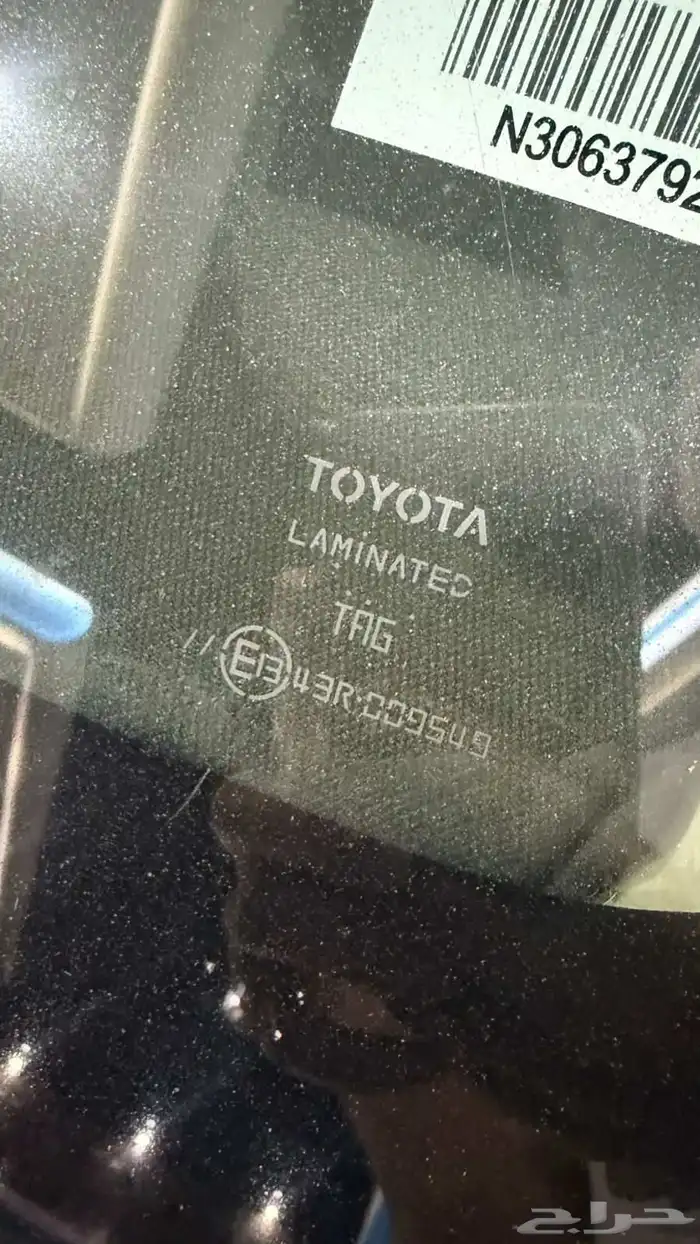 N3063792
TOYOTA
LAMINATED
TAG
// E13 43R-009549
حراج